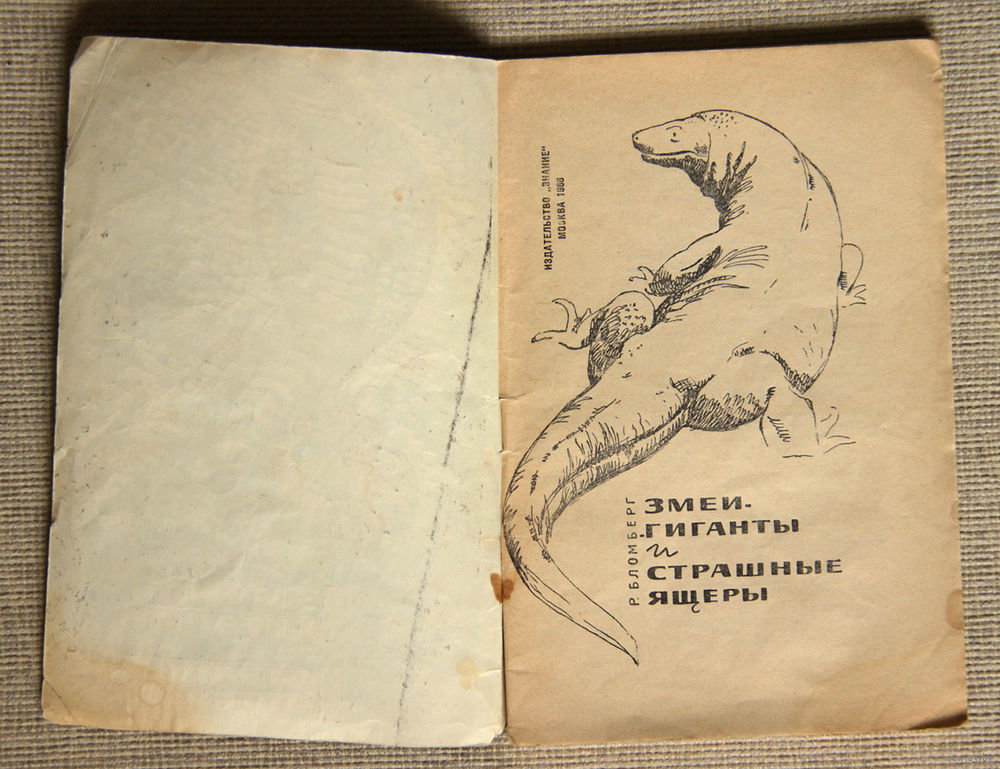 ИЗДАТЕЛЬСТВО „ЗНАНИЕ"
МОСКВА 1966
Р. БЛОМБЕРГ
ЗМЕИ-
ГИГАНТЫ
и
СТРАШНЫЕ
ЯЩЕРЫ